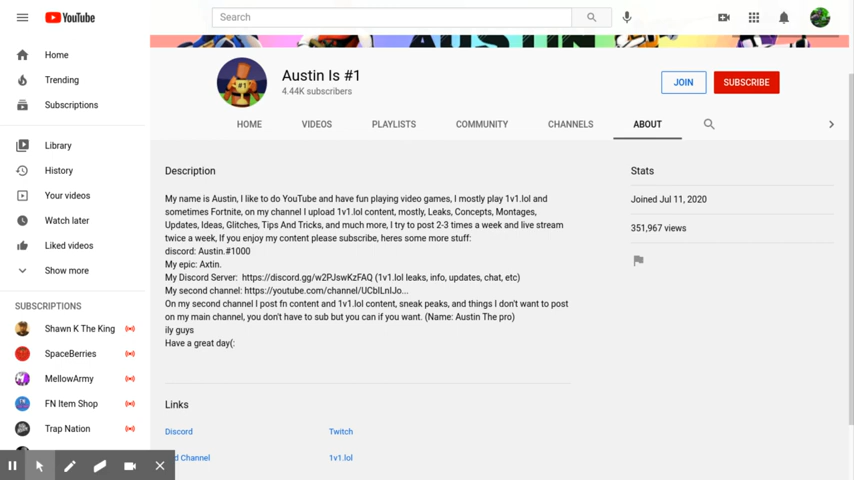 YouTube
Search
Home
Trending
Subscriptions
Library
History
Your videos
Watch later
Liked videos
Show more
SUBSCRIPTIONS
Shawn K The King
SpaceBerries
MellowArmy
FN Item Shop
Trap Nation
#1
Austin Is #1
4.44K subscribers
JOIN
SUBSCRIBE
HOME
VIDEOS
PLAYLISTS
COMMUNITY
CHANNELS
ABOUT
Description
My name is Austin, I like to do YouTube and have fun playing video games, I mostly play 1v1.lol and
sometimes Fortnite, on my channel I upload 1v1.lol content, mostly, Leaks, Concepts, Montages,
Updates, Ideas, Glitches, Tips And Tricks, and much more, I try to post 2-3 times a week and live stream
twice a week, If you enjoy my content please subscribe, heres some more stuff:
discord: Austin.#1000
My epic: Axtin.
My Discord Server: https://discord.gg/w2PJswKzFAQ (1v1.lol leaks, info, updates, chat, etc)
My second channel: https://youtube.com/channel/UCbILnIJo...
On my second channel I post fn content and 1v1.lol content, sneak peaks, and things I don't want to post
on my main channel, you don't have to sub but you can if you want. (Name: Austin The pro)
ily guys
Have a great day(:
Links
Discord
Twitch
d Channel
1v1.lol
Stats
Joined Jul 11, 2020
351,967 views